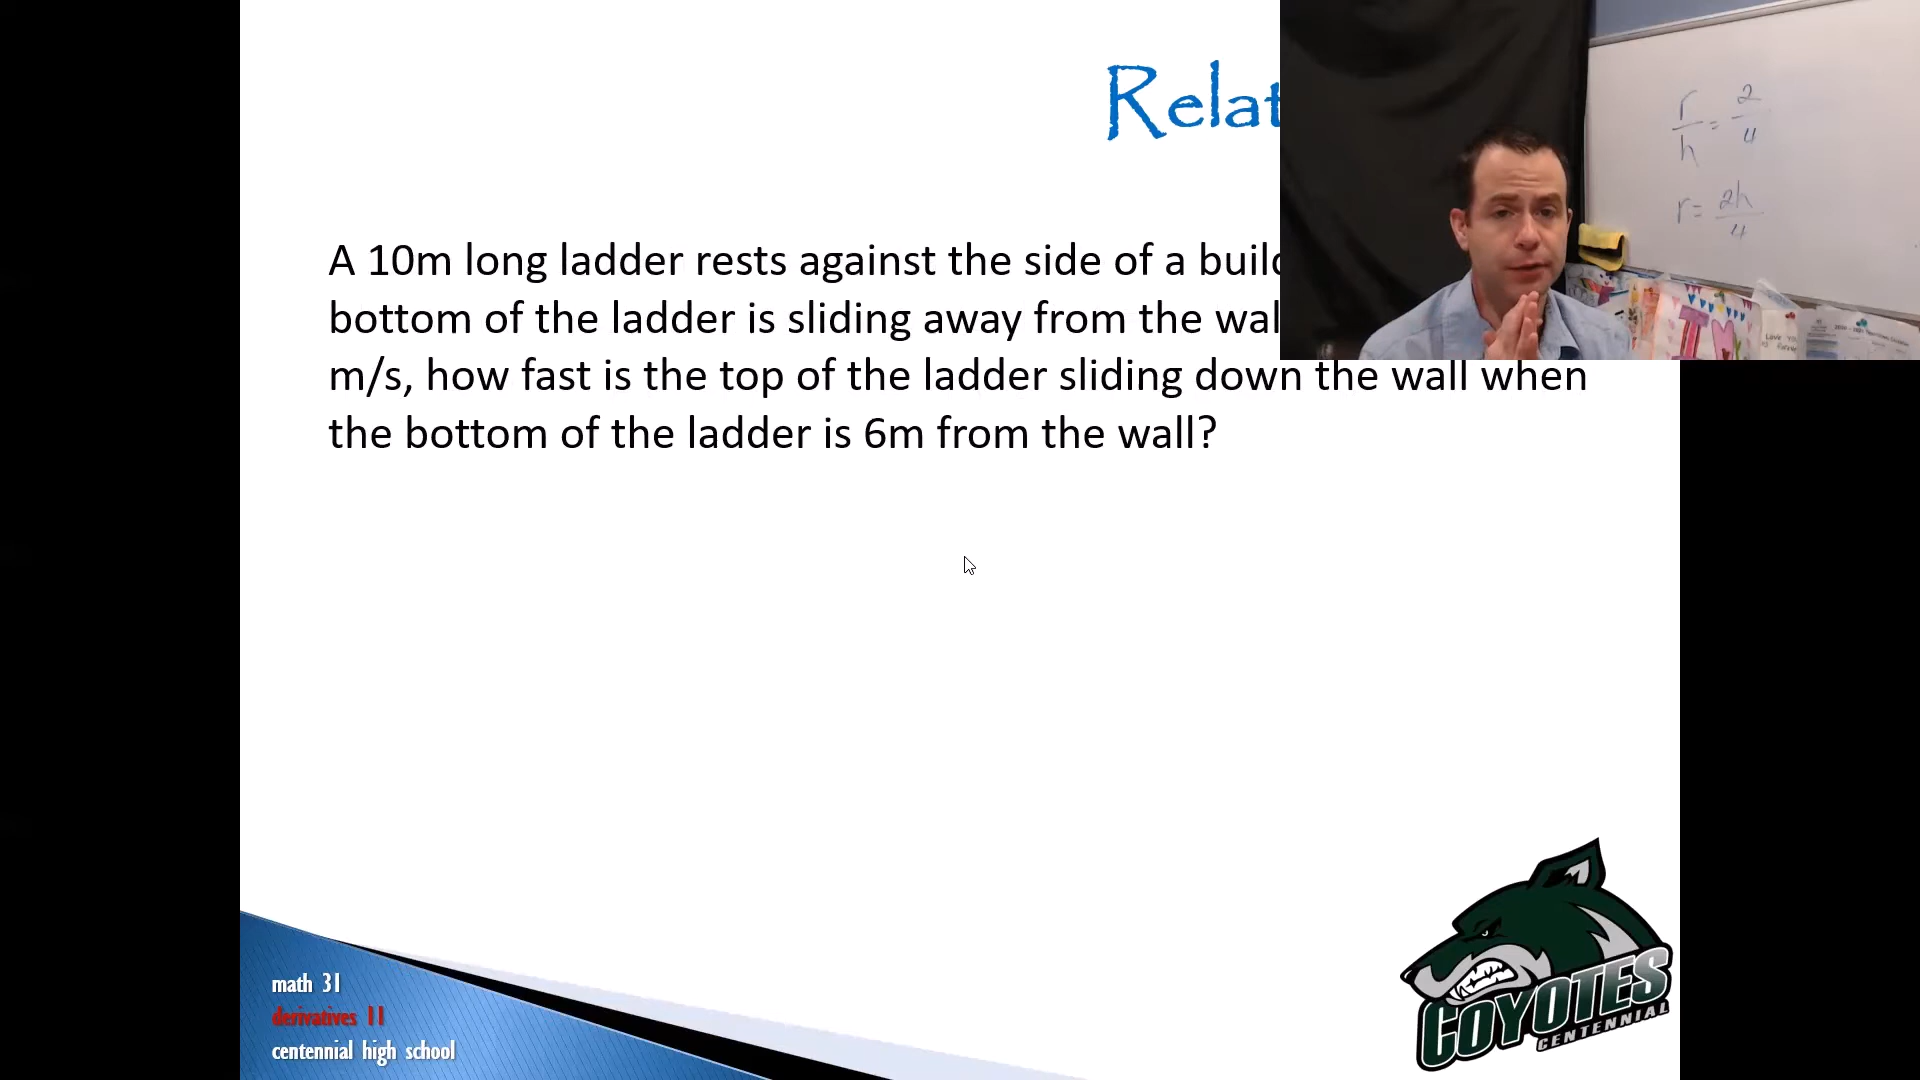 Relat
A 10m long ladder rests against the side of a build
bottom of the ladder is sliding away from the wal
m/s, how fast is the top of the ladder sliding down the wall when
the bottom of the ladder is 6m from the wall?
r/h = 2/4
r = 2h/4
Love
math 31
derivatives 11
centennial high school
COYOTES
CENTENNIAL